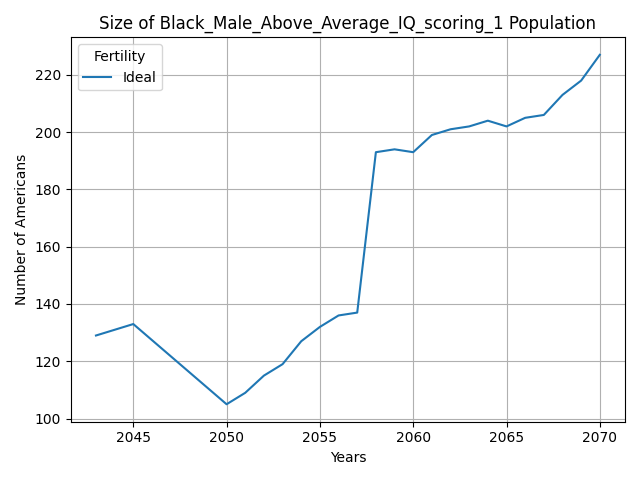 Size of Black_Male_Above_Average_IQ_scoring_1 Population
Fertility
Ideal
Number of Americans
220
200
180
160
140
120
100
2045 2050 2055 2060 2065 2070
Years